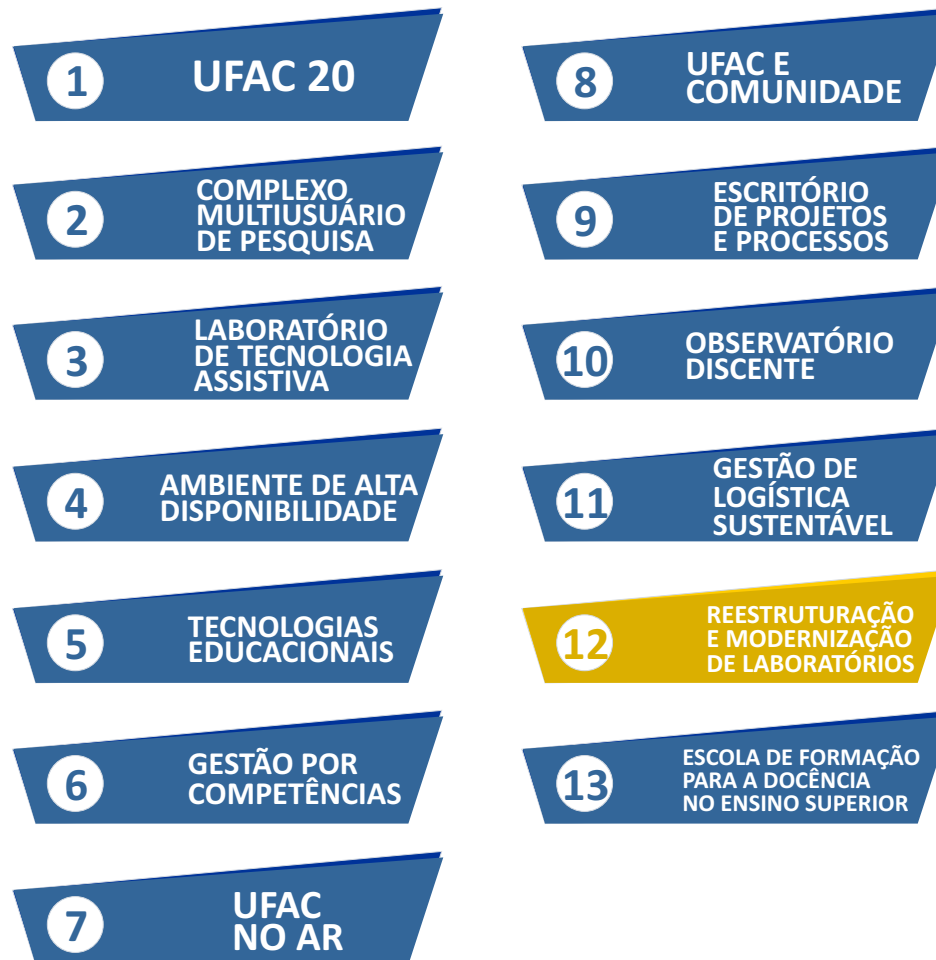 1
UFAC 20
2
COMPLEXO
MULTIUSUÁRIO
DE PESQUISA
3
LABORATÓRIO
DE TECNOLOGIA
ASSISTIVA
4
AMBIENTE DE ALTA
DISPONIBILIDADE
5
TECNOLOGIAS
EDUCACIONAIS
6
GESTÃO POR
COMPETÊNCIAS
7
UFAC
NO AR
8
UFAC E
COMUNIDADE
9
ESCRITÓRIO
DE PROJETOS
E PROCESSOS
10
OBSERVATÓRIO
DISCENTE
11
GESTÃO DE
LOGÍSTICA
SUSTENTÁVEL
12
REESTRUTURAÇÃO
E MODERNIZAÇÃO
DE LABORATÓRIOS
13
ESCOLA DE FORMAÇÃO
PARA A DOCÊNCIA
NO ENSINO SUPERIOR